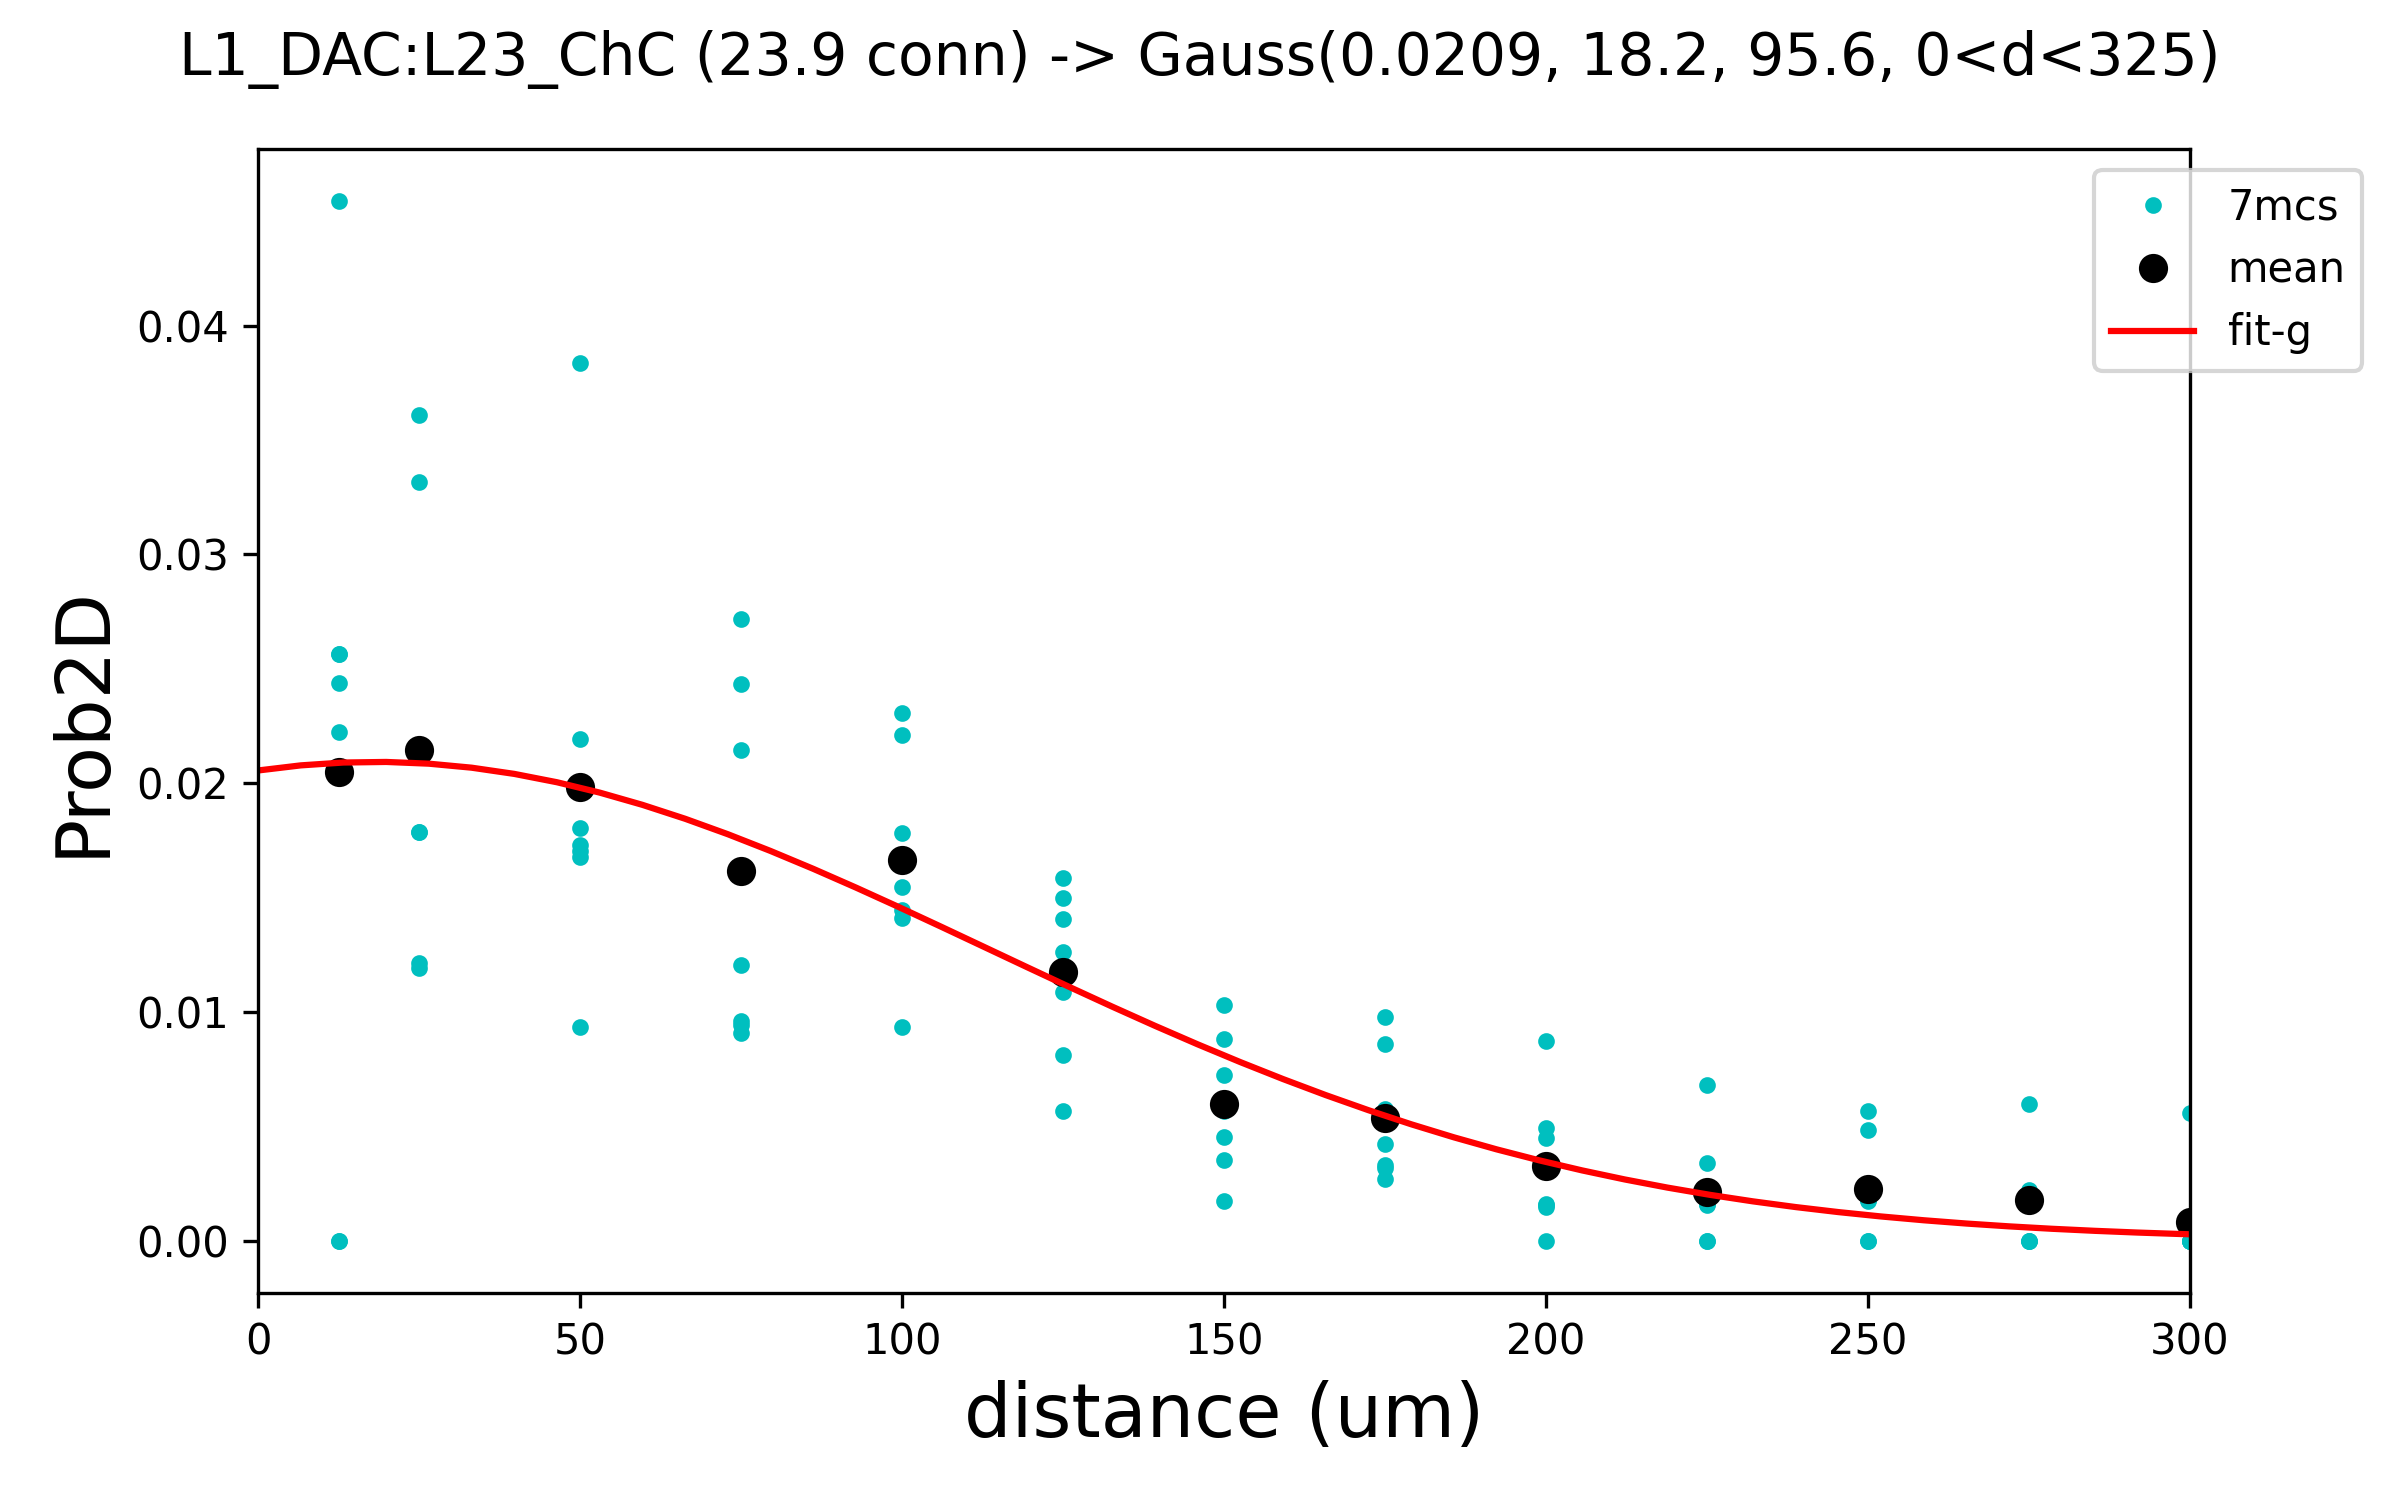 L1_DAC:L23_ChC (23.9 conn) -> Gauss(0.0209, 18.2, 95.6, 0<d<325)
7mcs
mean
fit-g
Prob2D
0.04
0.03
0.02
0.01
0.00
0 50 100 150 200 250 300
distance (um)